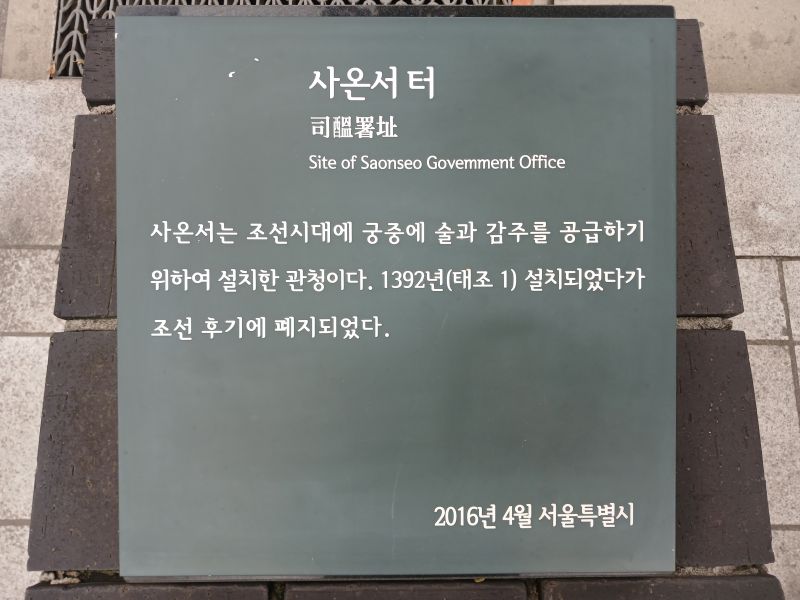 사온서 터
司醞署址
Site of Saonseo Government Office
사온서는 조선시대에 궁중에 술과 감주를 공급하기
위하여 설치한 관청이다. 1392년(태조 1) 설치되었다가
조선 후기에 폐지되었다.
2016년 4월 서울특별시